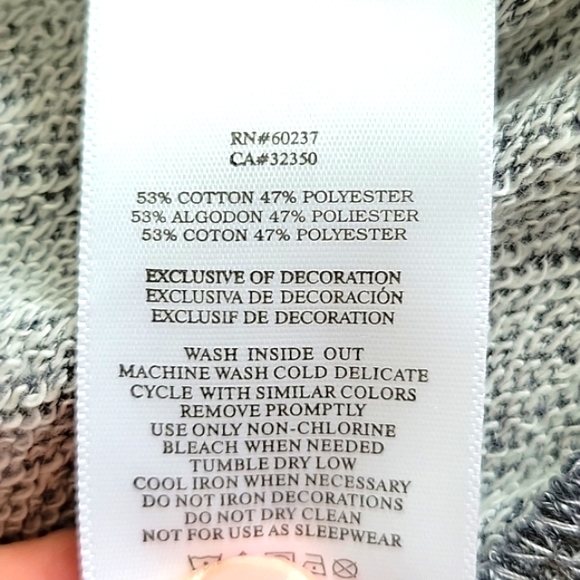 RN#60237
CA#32350
53% COTTON 47% POLYESTER
53% ALGODON 47% POLIESTER
53% COTON 47% POLYESTER
EXCLUSIVE OF DECORATION
EXCLUSIVA DE DECORACIÓN
EXCLUSIF DE DECORATION
WASH INSIDE OUT
MACHINE WASH COLD DELICATE
CYCLE WITH SIMILAR COLORS
REMOVE PROMPTLY
USE ONLY NON-CHLORINE
BLEACH WHEN NEEDED
TUMBLE DRY LOW
COOL IRON WHEN NECESSARY
DO NOT IRON DECORATIONS
DO NOT DRY CLEAN
NOT FOR USE AS SLEEPWEAR